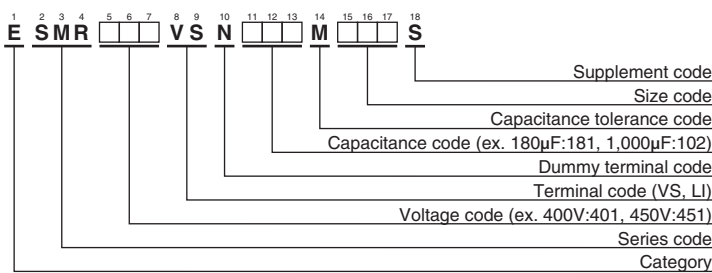 1 2 3 4 5 6 7 8 9 10 11 12 13 14 15 16 17 18
E SMR □□□ VS N □□□ M □□□ S
Supplement code
Size code
Capacitance tolerance code
Capacitance code (ex. 180µF:181, 1,000µF:102)
Dummy terminal code
Terminal code (VS, LI)
Voltage code (ex. 400V:401, 450V:451)
Series code
Category